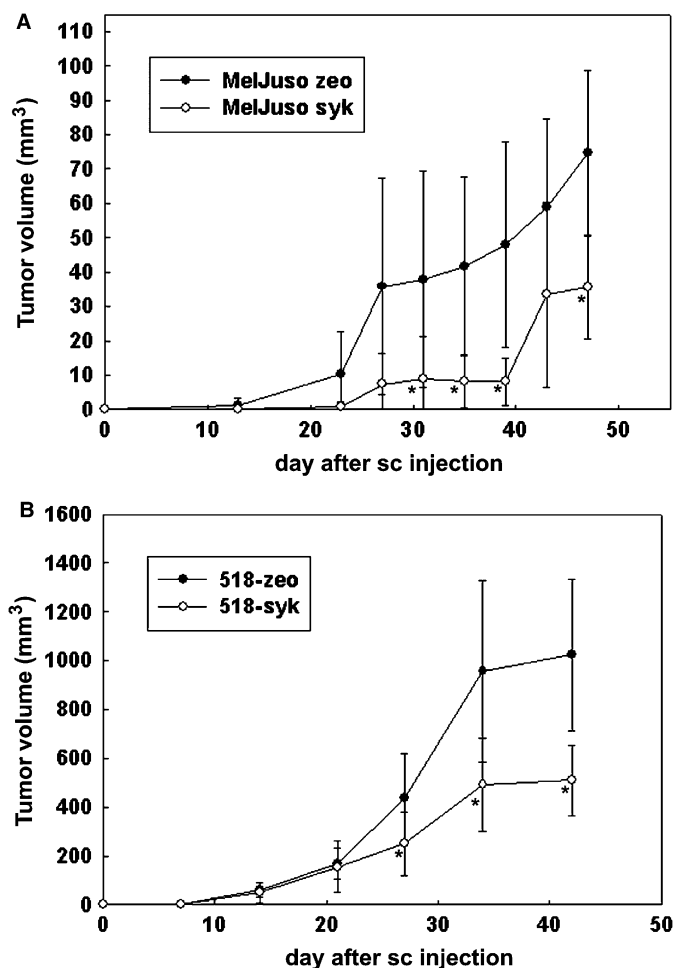 A
110
100
90
80
70
60
50
40
30
20
10
0
Tumor volume (mm3)
MelJuso zeo
MelJuso syk
* * * *
0 10 20 30 40 50
day after sc injection
B
1600
1400
1200
1000
800
600
400
200
0
Tumor volume (mm3)
518-zeo
518-syk
* * *
0 10 20 30 40 50
day after sc injection